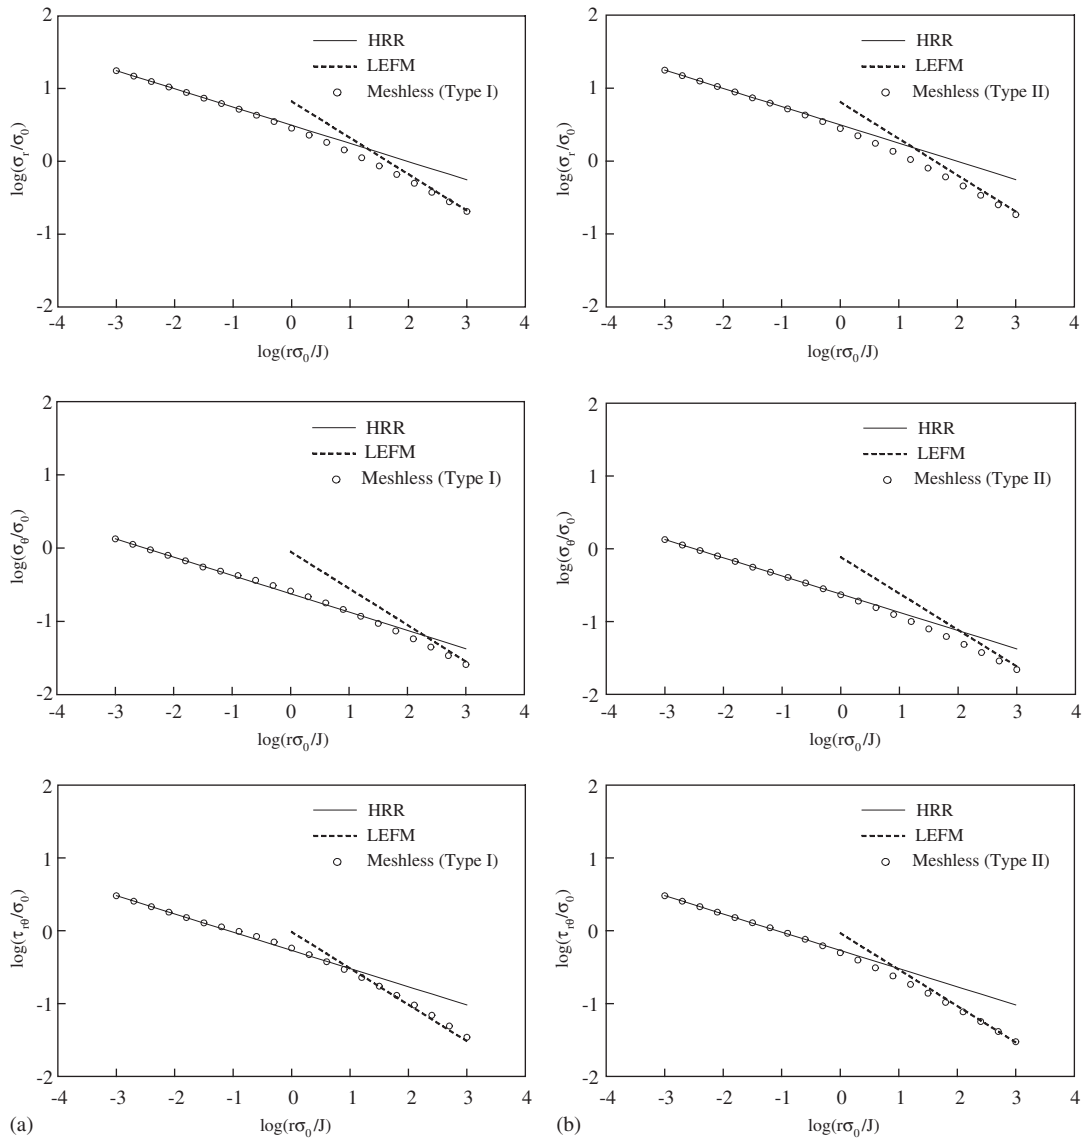 2
1
0
-1
-2
log(σr/σ0)
HRR
LEFM
Meshless (Type I)
-4 -3 -2 -1 0 1 2 3 4
log(rσ0/J)
2
1
0
-1
-2
log(σr/σ0)
HRR
LEFM
Meshless (Type II)
-4 -3 -2 -1 0 1 2 3 4
log(rσ0/J)
2
1
0
-1
-2
log(σθ/σ0)
HRR
LEFM
Meshless (Type I)
-4 -3 -2 -1 0 1 2 3 4
log(rσ0/J)
2
1
0
-1
-2
log(σθ/σ0)
HRR
LEFM
Meshless (Type II)
-4 -3 -2 -1 0 1 2 3 4
log(rσ0/J)
2
1
0
-1
-2
log(τrθ/σ0)
HRR
LEFM
Meshless (Type I)
-4 -3 -2 -1 0 1 2 3 4
(a)
log(rσ0/J)
2
1
0
-1
-2
log(τrθ/σ0)
HRR
LEFM
Meshless (Type II)
-4 -3 -2 -1 0 1 2 3 4
(b)
log(rσ0/J)